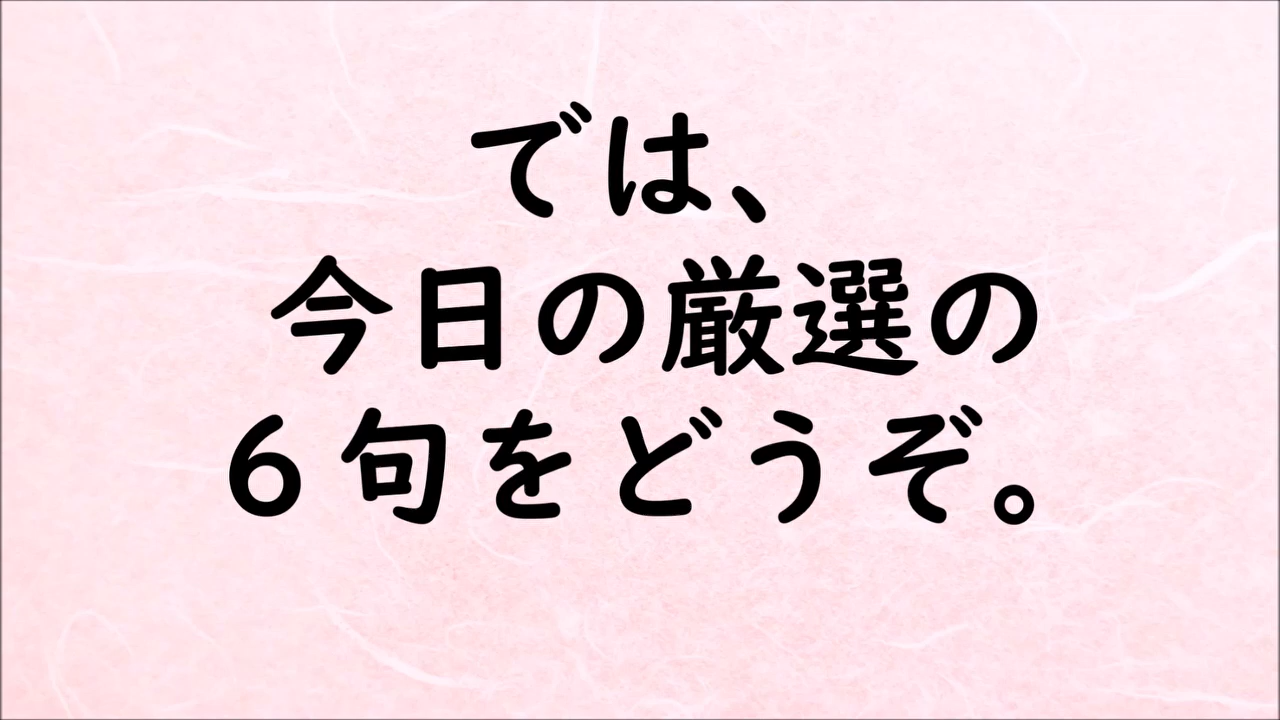 では、
今日の厳選の
６句をどうぞ。